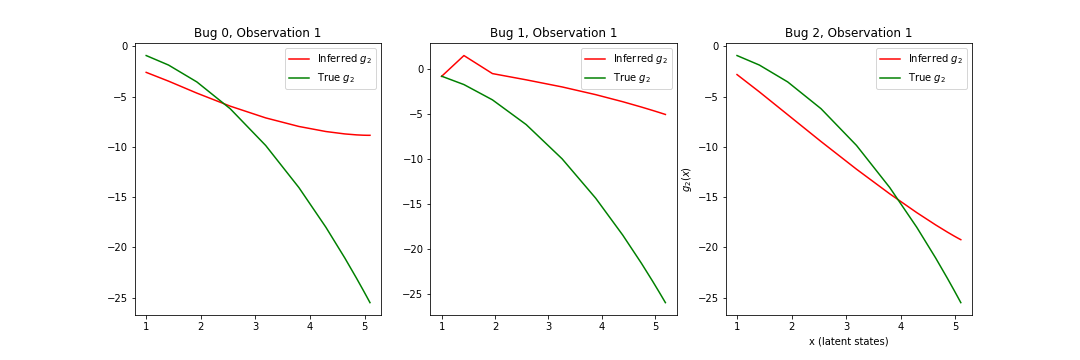 Bug 0, Observation 1
Inferred g₂
True g₂
0
−5
−10
−15
−20
−25
1 2 3 4 5
Bug 1, Observation 1
Inferred g₂
True g₂
0
−5
−10
−15
−20
−25
1 2 3 4 5
Bug 2, Observation 1
Inferred g₂
True g₂
g₂(x)
0
−5
−10
−15
−20
−25
1 2 3 4 5
x (latent states)